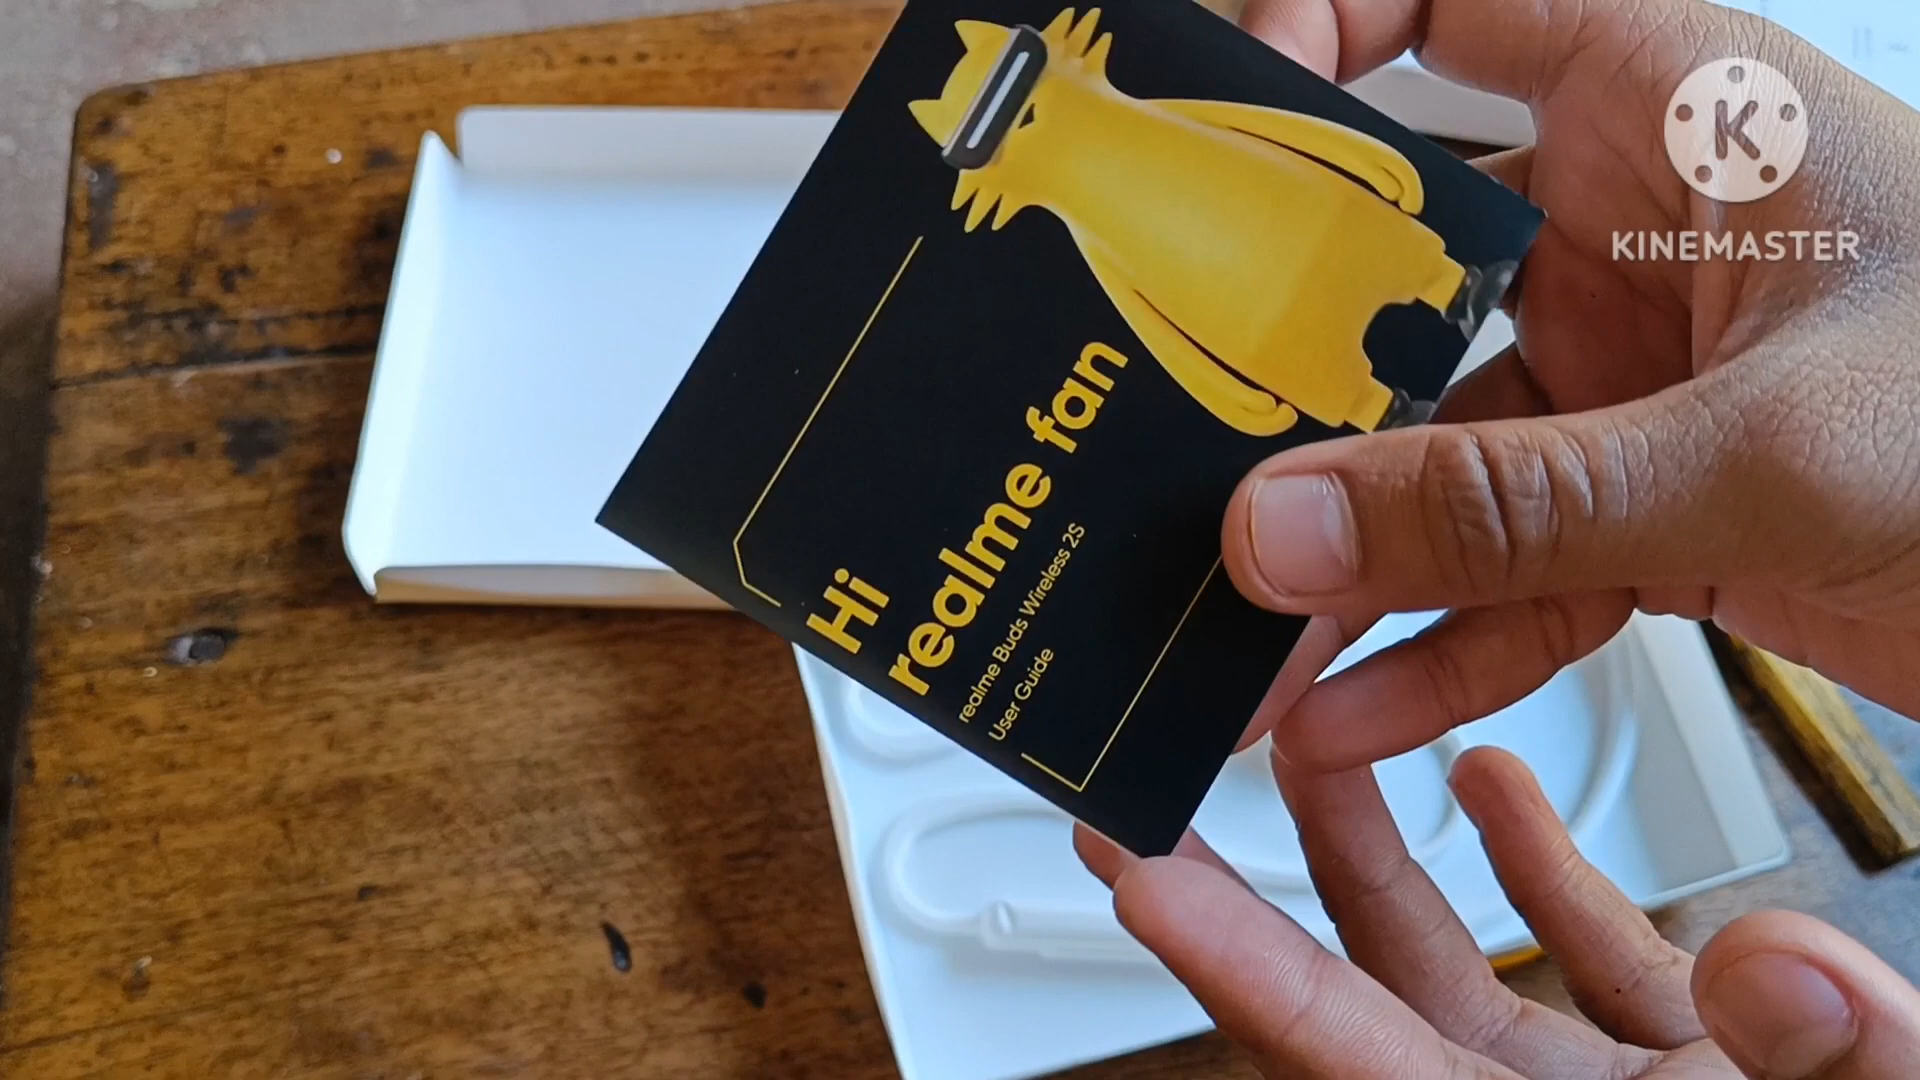 Hi
realme fan
realme Buds Wireless 2S
User Guide
K
KINEMASTER